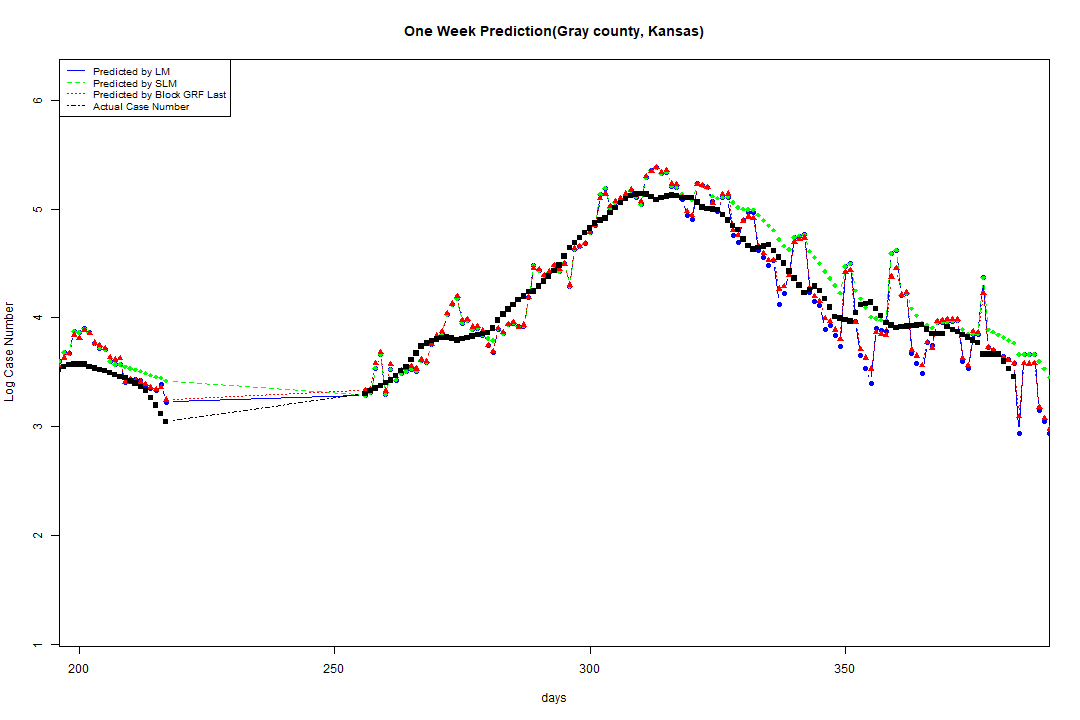 One Week Prediction(Gray county, Kansas)
Predicted by LM
Predicted by SLM
Predicted by Block GRF Last
Actual Case Number
6
5
4
3
2
1
Log Case Number
200 250 300 350
days